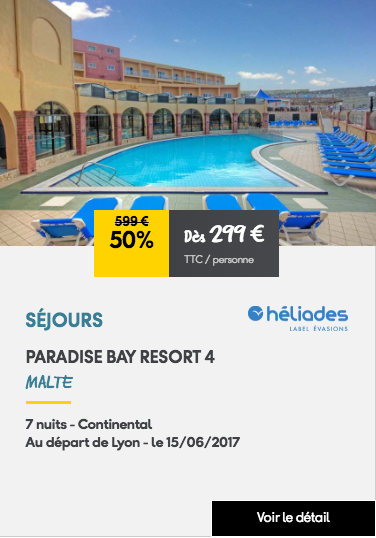 599 €
50%
Dès 299 €
TTC / personne
SÉJOURS
héliades
LABEL ÉVASIONS
PARADISE BAY RESORT 4
MALTE
7 nuits - Continental
Au départ de Lyon - le 15/06/2017
Voir le détail